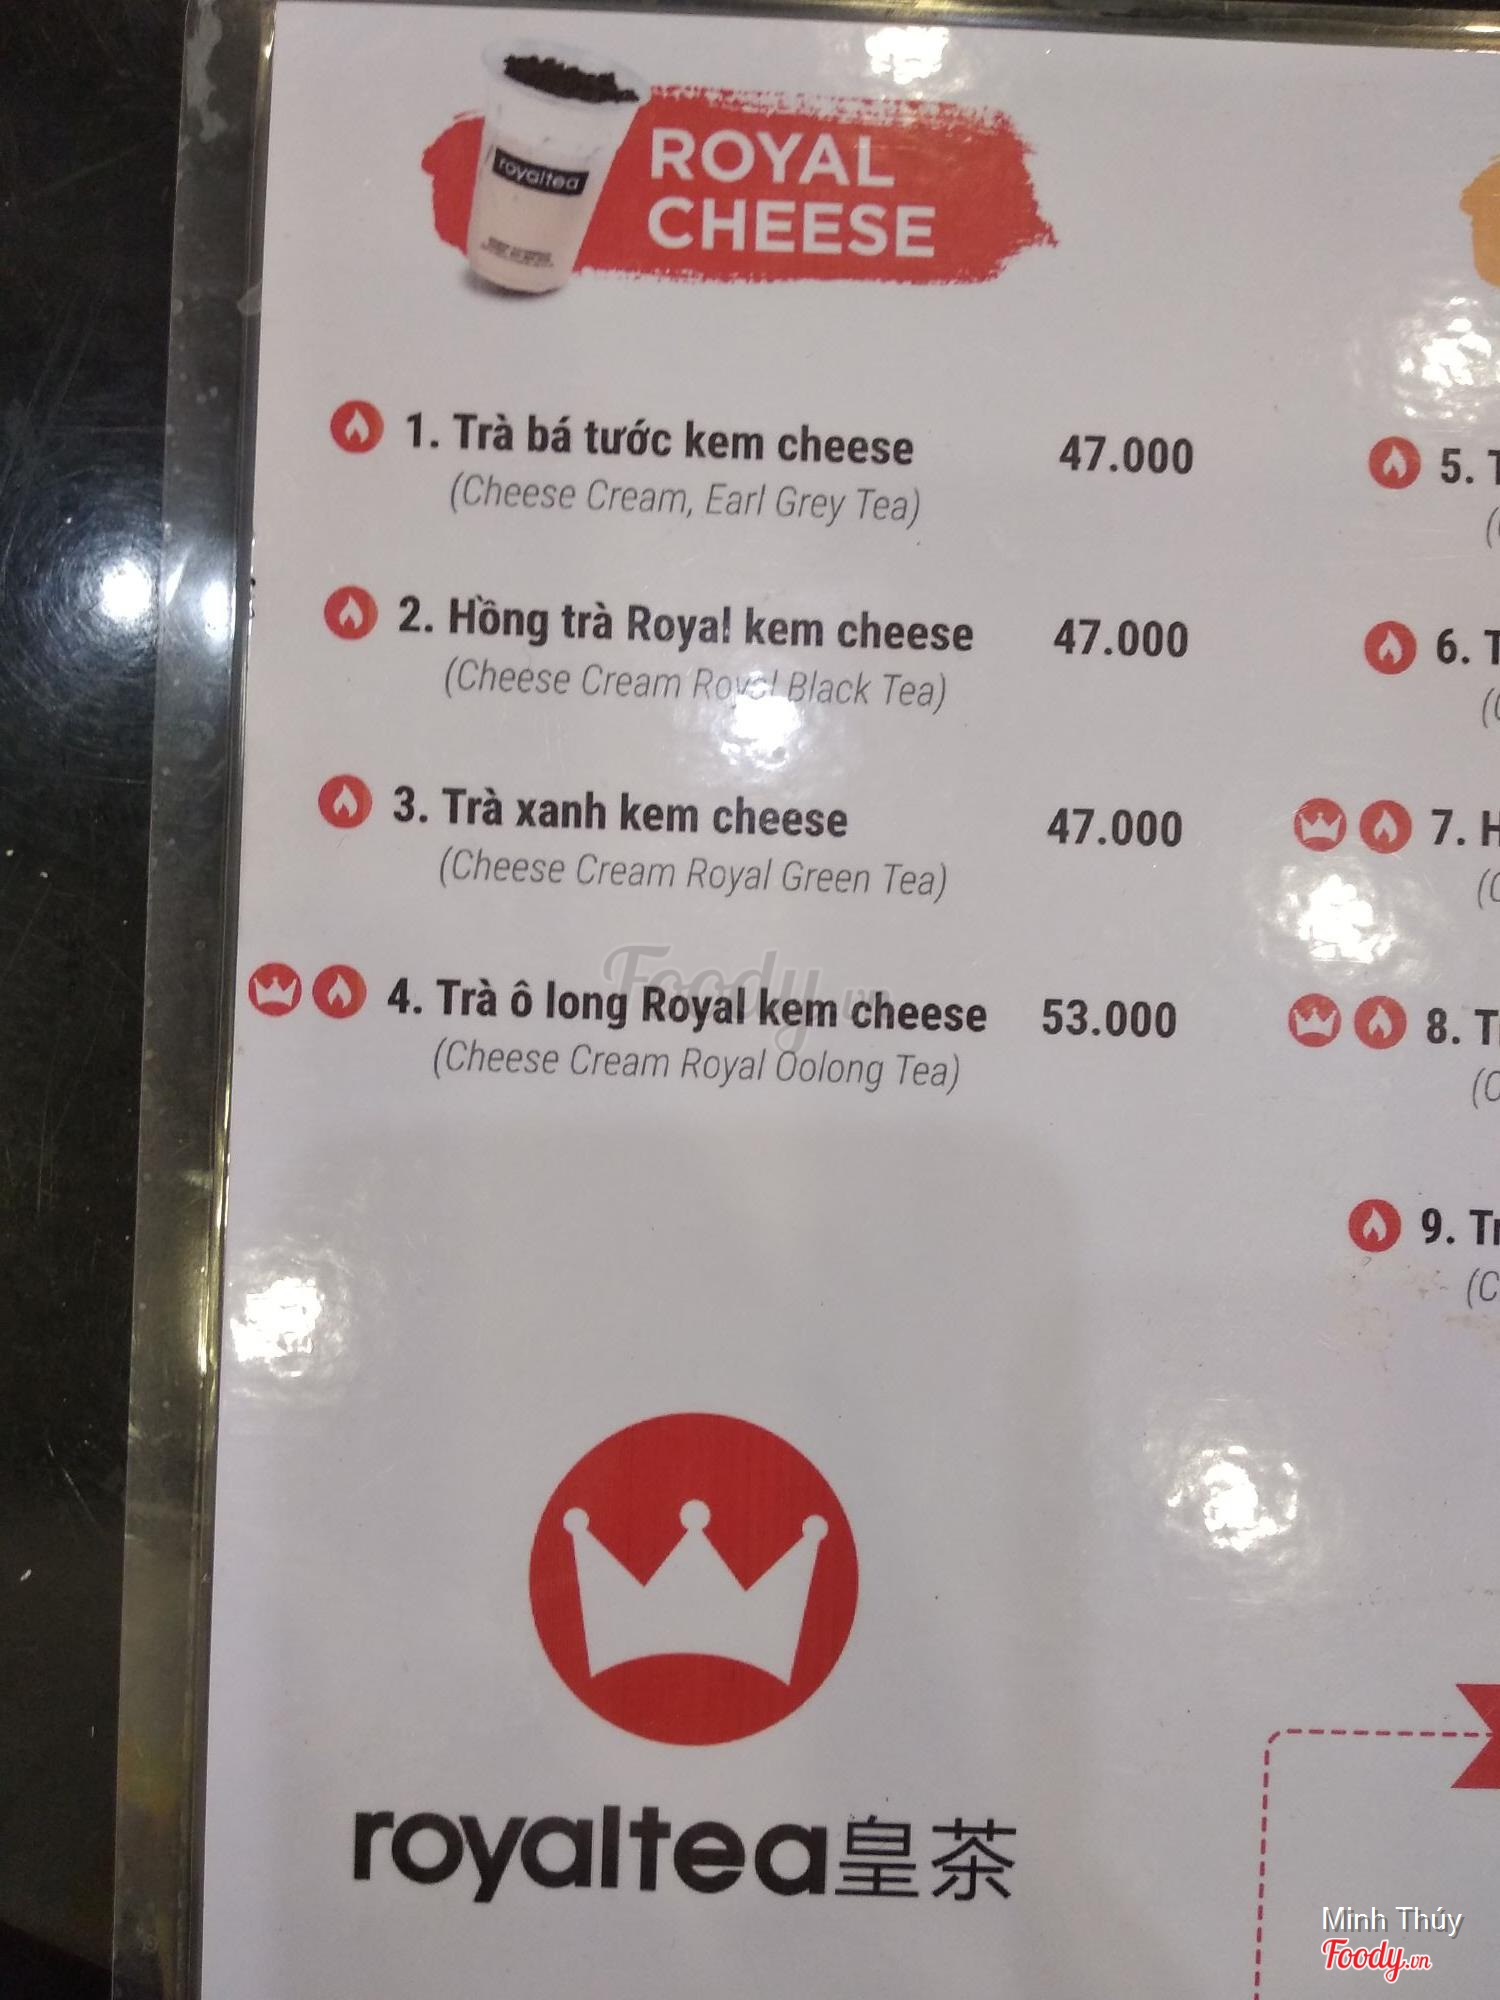 royaltea
ROYAL
CHEESE
1. Trà bá tước kem cheese 47.000
(Cheese Cream, Earl Grey Tea)
2. Hồng trà Royal kem cheese 47.000
(Cheese Cream Royal Black Tea)
3. Trà xanh kem cheese 47.000
(Cheese Cream Royal Green Tea)
4. Trà ô long Royal kem cheese 53.000
(Cheese Cream Royal Oolong Tea)
Foody.vn
5.
6.
7.
8.
9.
royaltea皇茶
Minh Thúy
Foody.vn